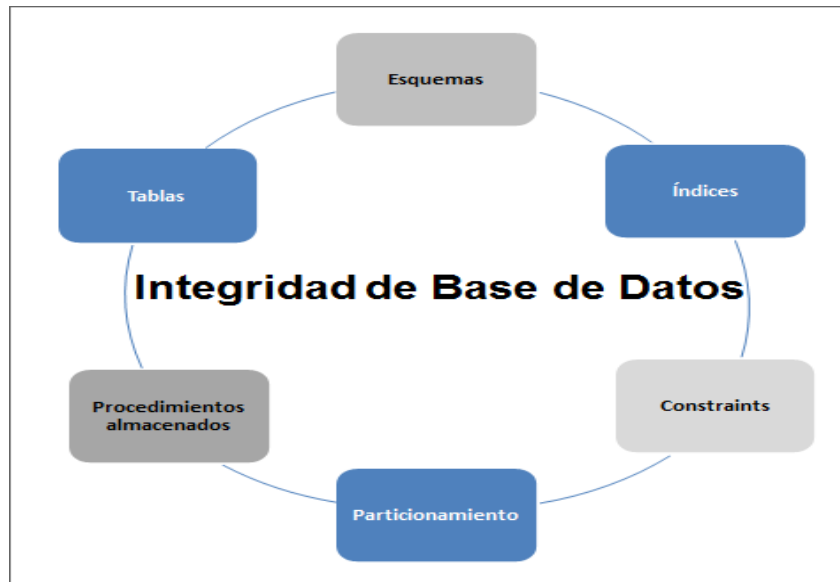 Esquemas
Tablas
Índices
Integridad de Base de Datos
Procedimientos
almacenados
Constraints
Particionamiento